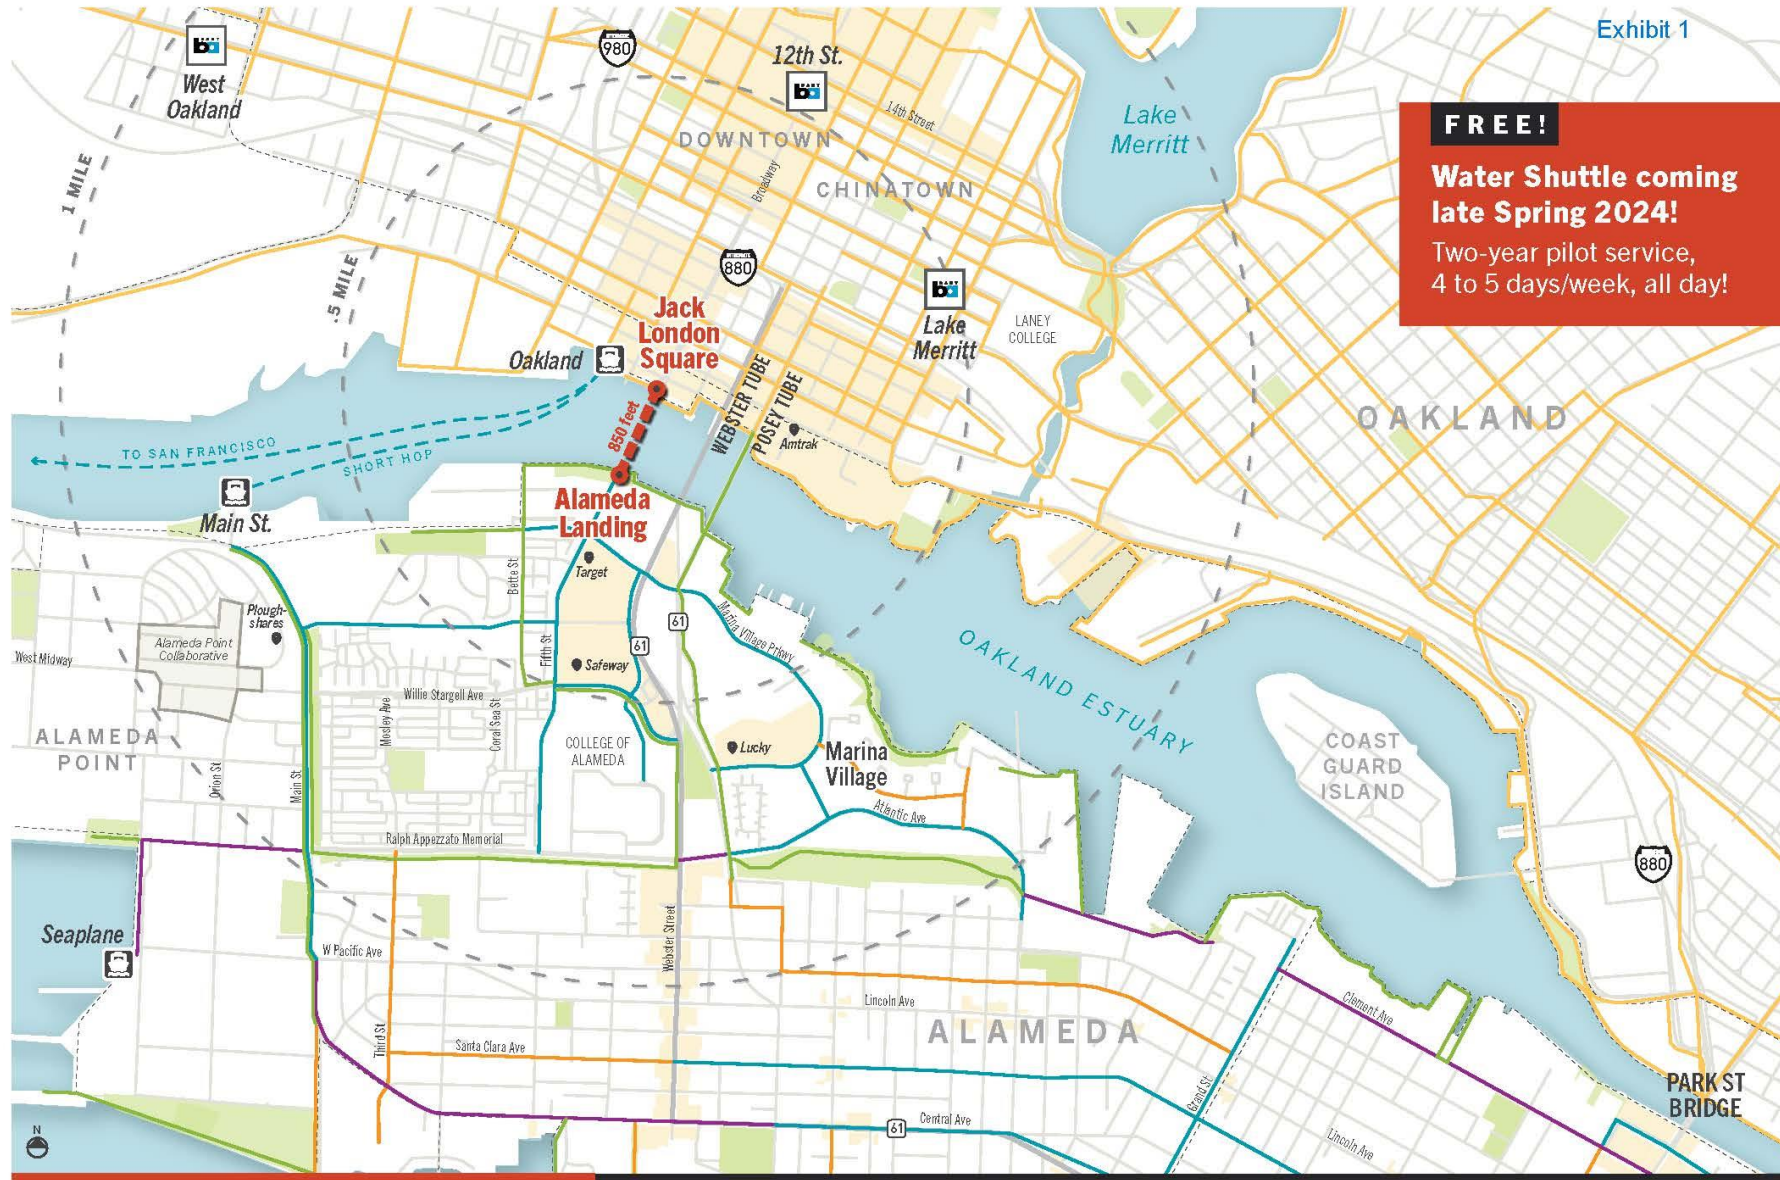 Exhibit 1
FREE!
Water Shuttle coming
late Spring 2024!
Two-year pilot service,
4 to 5 days/week, all day!
West
Oakland
980
12th St.
14th Street
DOWNTOWN
Broadway
CHINATOWN
Lake
Merritt
1 MILE
.5 MILE
880
Lake
Merritt
LANEY
COLLEGE
Jack
London
Square
Oakland
850 feet
WEBSTER TUBE
POSEY TUBE
Amtrak
OAKLAND
TO SAN FRANCISCO
SHORT HOP
Main St.
Alameda
Landing
Target
Bette St
Plough-
shares
Alameda Point
Collaborative
West Midway
Fifth St
Safeway
61
61
Marina Village Prkwy
OAKLAND ESTUARY
Willie Stargell Ave
Mosley Ave
Coral Sea St
COLLEGE OF
ALAMEDA
Lucky
Marina
Village
COAST
GUARD
ISLAND
ALAMEDA
POINT
Orion St
Main St
Atlantic Ave
Ralph Appezzato Memorial
880
Seaplane
W Pacific Ave
Webster Street
Lincoln Ave
Clement Ave
ALAMEDA
Third St
Santa Clara Ave
Grand St
PARK ST
BRIDGE
61
Central Ave
Lincoln Ave
N